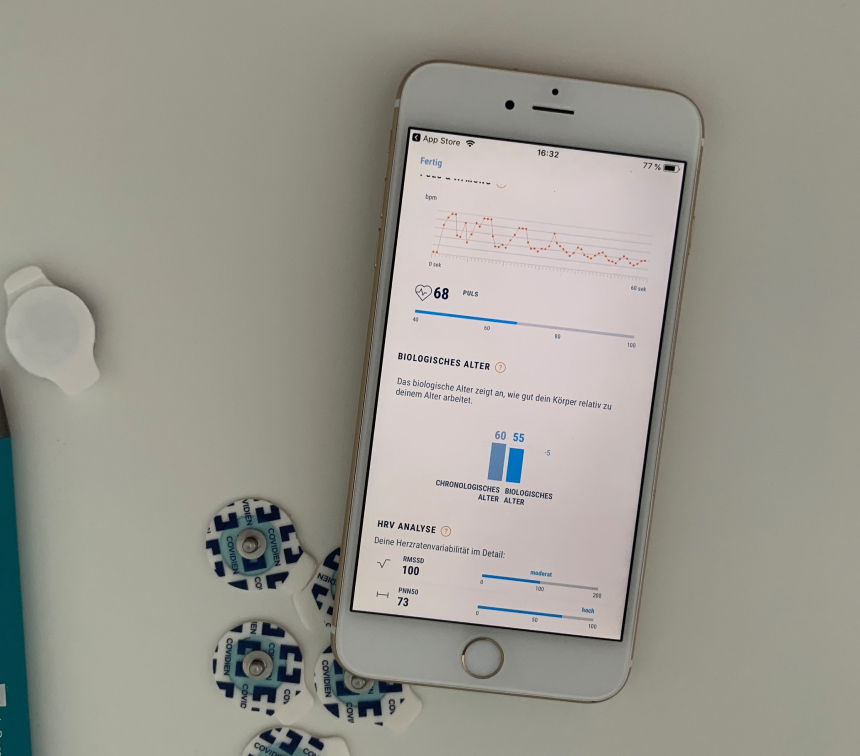 App Store
16:32
77 %
Fertig
bpm
0 sek
60 sek
68 PULS
40 60 80 100
BIOLOGISCHES ALTER ?
Das biologische Alter zeigt an, wie gut dein Körper relativ zu
deinem Alter arbeitet.
60 55
-5
CHRONOLOGISCHES BIOLOGISCHES
ALTER ALTER
HRV ANALYSE ?
Deine Herzratenvariabilität im Detail:
RMSSD
100
moderat
0 100 200
PNN50
73
hoch
0 50 100
COVIDIEN
COVIDIEN
COVIDIEN
COVIDIEN
COVIDIEN